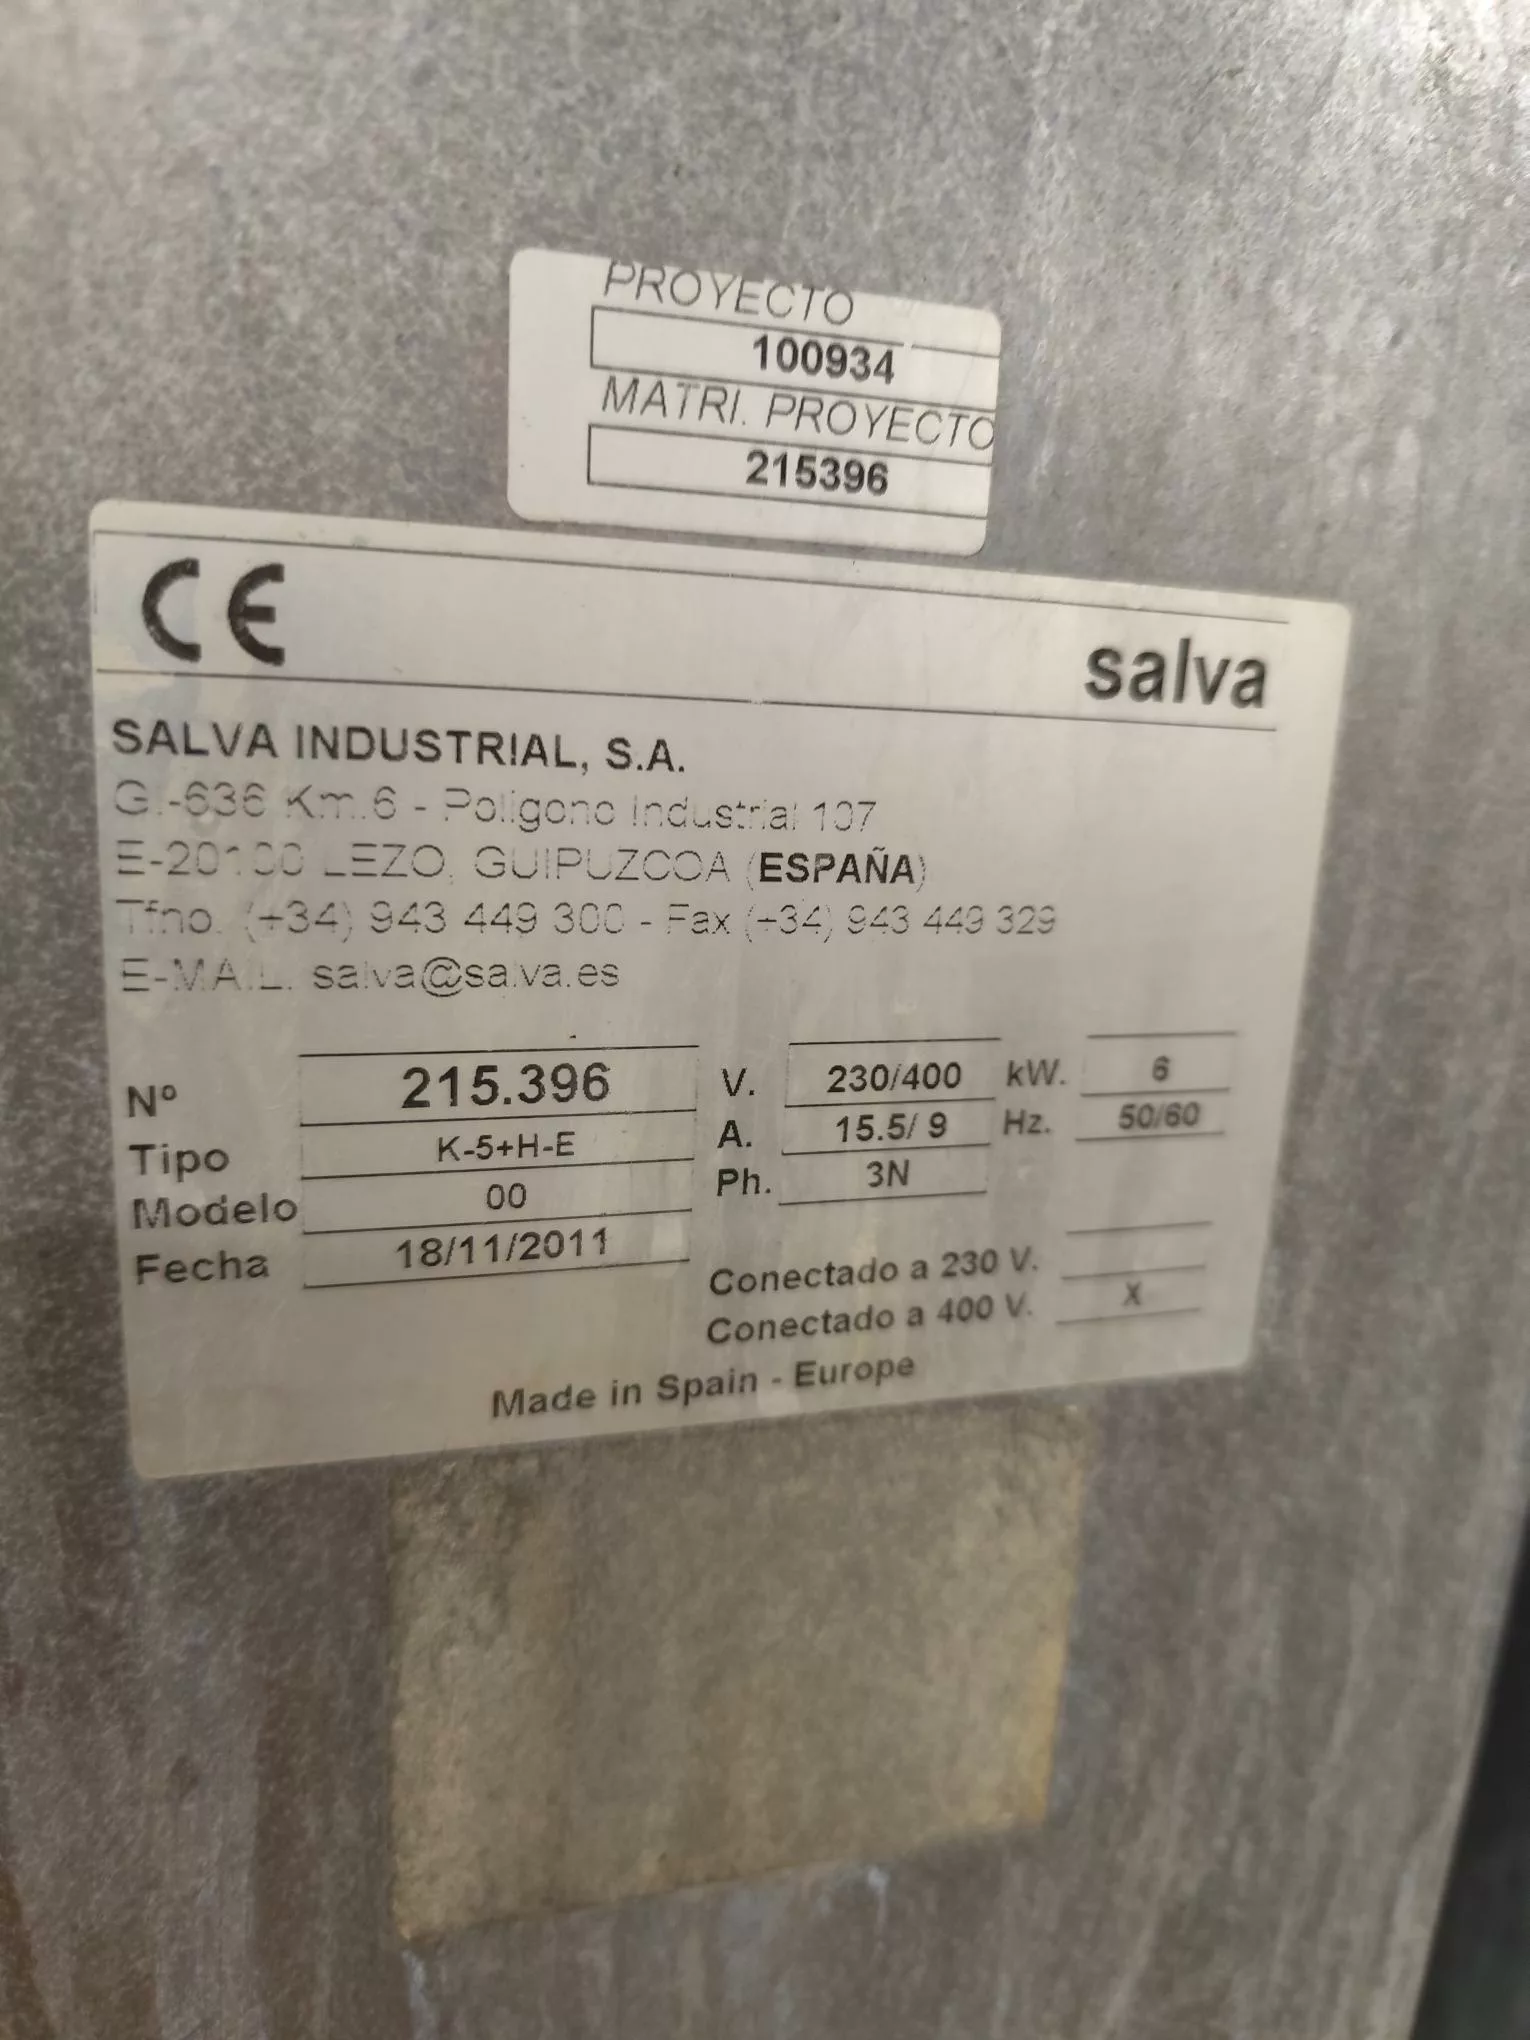 PROYECTO
100934
MATRI. PROYECTO
215396
CE
salva
SALVA INDUSTRIAL, S.A.
GI-636 Km.6 - Polígono Industrial 107
E-20100 LEZO, GUIPUZCOA (ESPAÑA)
Tfno. (+34) 943 449 300 - Fax (+34) 943 449 329
E-MAIL. salva@salva.es
Nº 215.396 V. 230/400 kW. 6
Tipo K-5+H-E A. 15.5/ 9 Hz. 50/60
Modelo 00 Ph. 3N
Fecha 18/11/2011
Conectado a 230 V.
Conectado a 400 V. X
Made in Spain - Europe